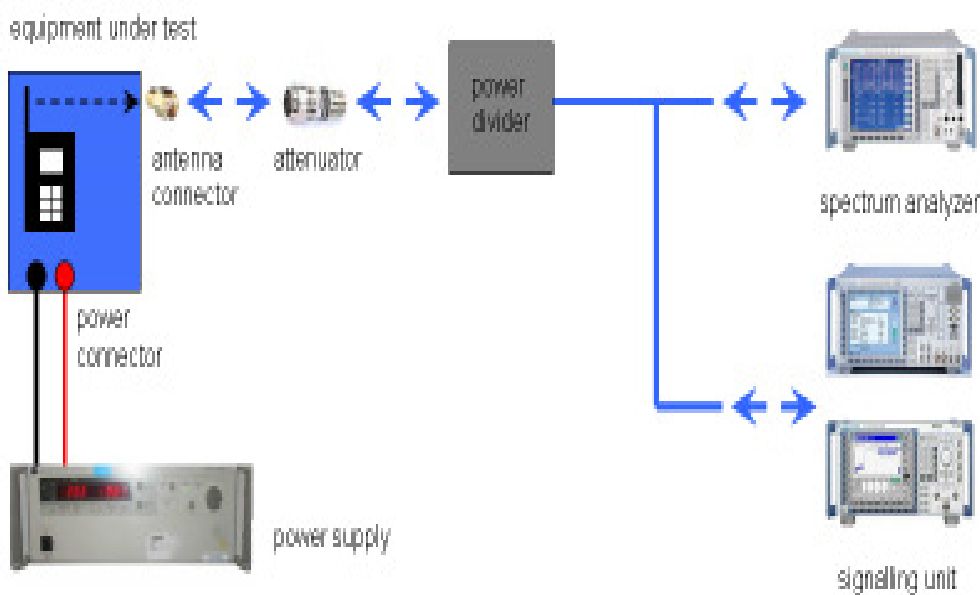 equipment under test
power
divider
antenna
connector
attenuator
spectrum analyzer
power
connector
power supply
signalling unit